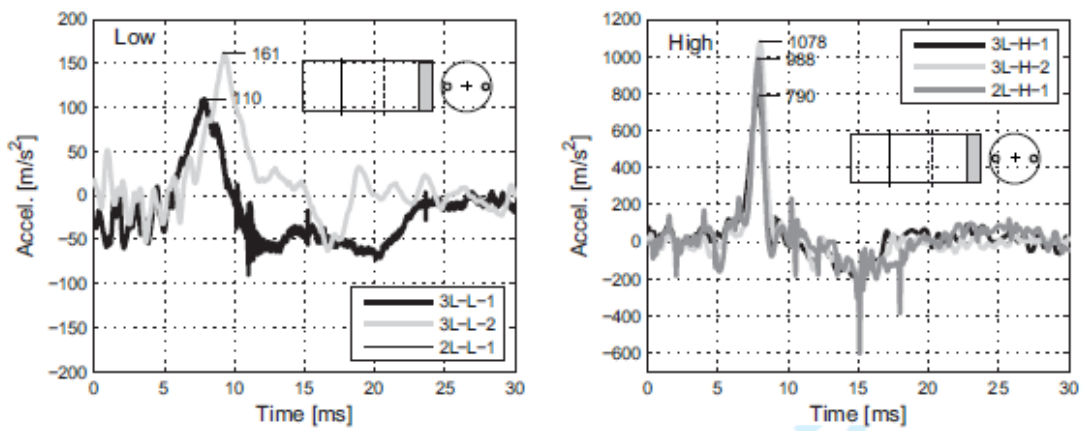 Low
161
110
Accel. [m/s²]
200
150
100
50
0
−50
−100
−150
−200
3L−L−1
3L−L−2
2L−L−1
0 5 10 15 20 25 30
Time [ms]
High
1078
988
790
3L−H−1
3L−H−2
2L−H−1
Accel. [m/s²]
1200
1000
800
600
400
200
0
−200
−400
−600
0 5 10 15 20 25 30
Time [ms]